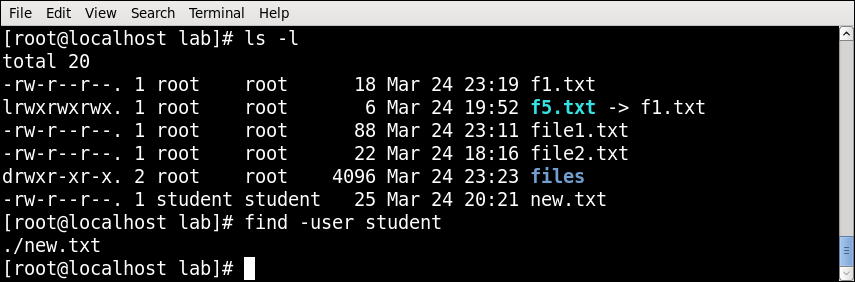 File Edit View Search Terminal Help
[root@localhost lab]# ls -l
total 20
-rw-r--r--. 1 root    root      18 Mar 24 23:19 f1.txt
lrwxrwxrwx. 1 root    root       6 Mar 24 19:52 f5.txt -> f1.txt
-rw-r--r--. 1 root    root      88 Mar 24 23:11 file1.txt
-rw-r--r--. 1 root    root      22 Mar 24 18:16 file2.txt
drwxr-xr-x. 2 root    root    4096 Mar 24 23:23 files
-rw-r--r--. 1 student student   25 Mar 24 20:21 new.txt
[root@localhost lab]# find -user student
./new.txt
[root@localhost lab]#